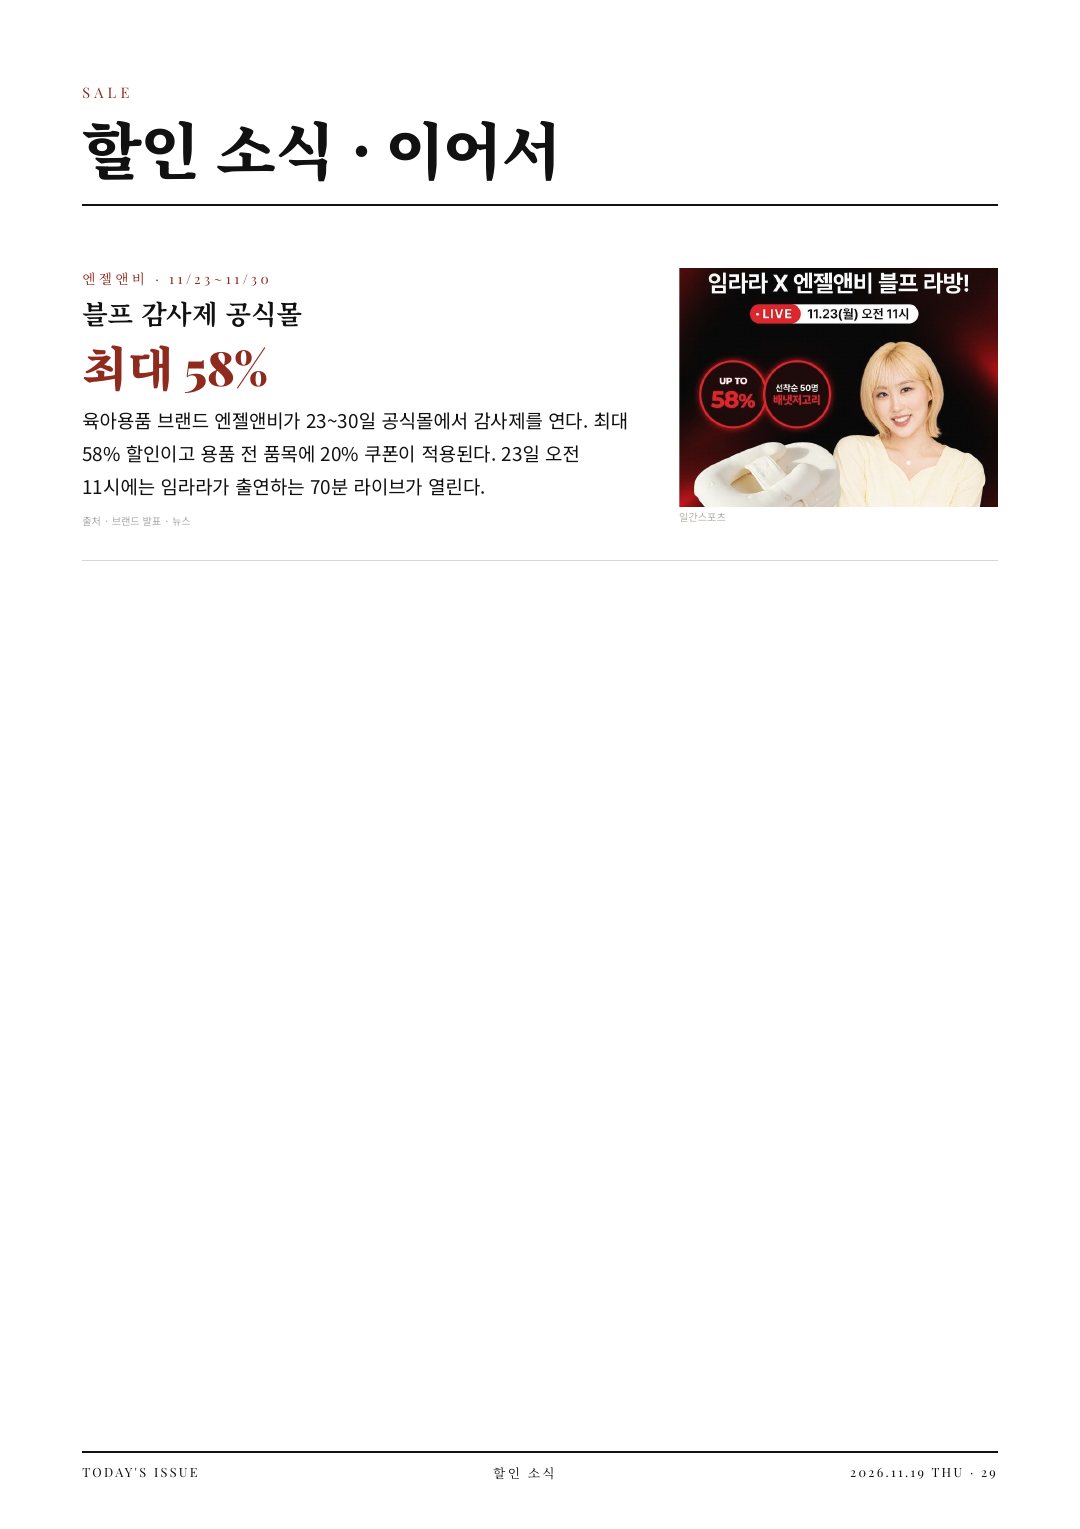 SALE
할인 소식 · 이어서
엔젤앤비 · 11/23~11/30
블프 감사제 공식몰
최대 58%
육아용품 브랜드 엔젤앤비가 23~30일 공식몰에서 감사제를 연다. 최대
58% 할인이고 용품 전 품목에 20% 쿠폰이 적용된다. 23일 오전
11시에는 임라라가 출연하는 70분 라이브가 열린다.
출처 · 브랜드 발표 · 뉴스
임라라 X 엔젤앤비 블프 라방!
• LIVE 11.23(월) 오전 11시
UP TO
58%
선착순 50명
배냇저고리
일간스포츠
TODAY'S ISSUE
할인 소식
2026.11.19 THU · 29